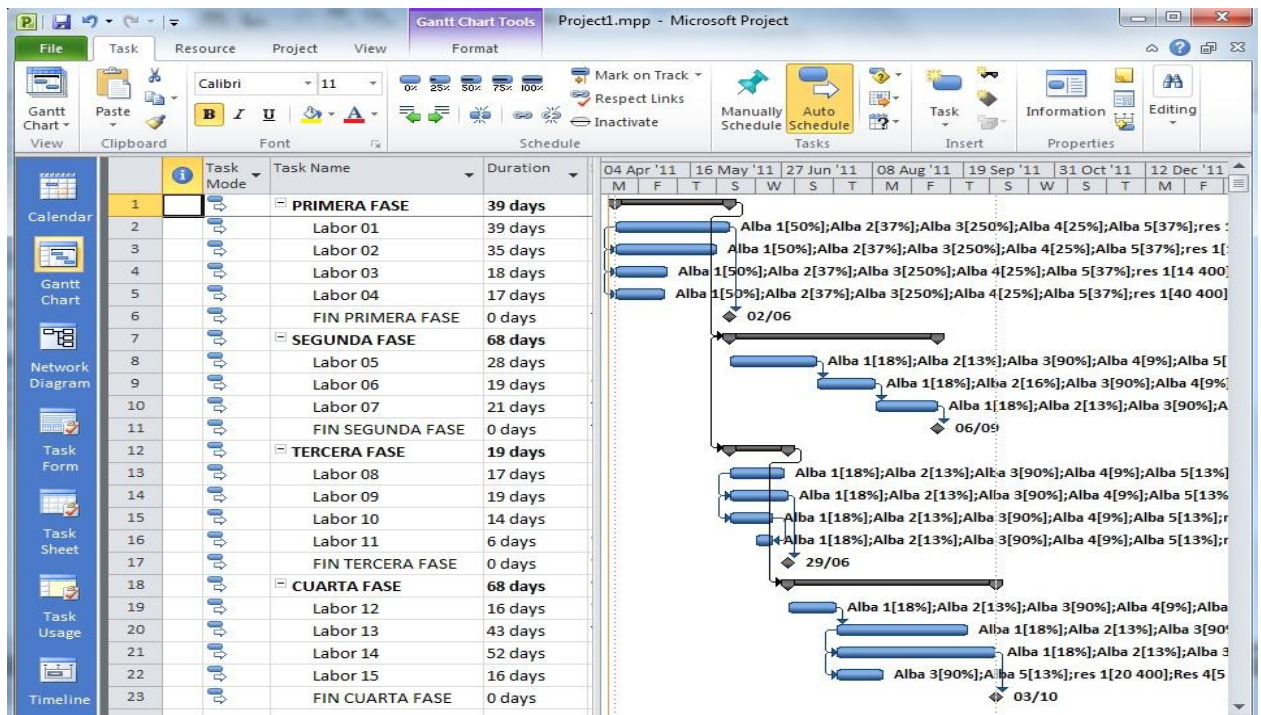 Gantt Chart Tools Project1.mpp - Microsoft Project
File Task Resource Project View Format
Calibri 11 0% 25% 50% 75% 100% Mark on Track
Respect Links
Inactivate
Gantt Chart Paste B I U A Manually Schedule Auto Schedule Task Information Editing
View Clipboard Font Schedule Tasks Insert Properties
Task Mode Task Name Duration 04 Apr '11 16 May '11 27 Jun '11 08 Aug '11 19 Sep '11 31 Oct '11 12 Dec '11
M F T S W S T M F T S W S T M F
Calendar
Gantt Chart
Network Diagram
Task Form
Task Sheet
Task Usage
Timeline
1 PRIMERA FASE 39 days
2 Labor 01 39 days Alba 1[50%];Alba 2[37%];Alba 3[250%];Alba 4[25%];Alba 5[37%];res
3 Labor 02 35 days Alba 1[50%];Alba 2[37%];Alba 3[250%];Alba 4[25%];Alba 5[37%];res 1[
4 Labor 03 18 days Alba 1[50%];Alba 2[37%];Alba 3[250%];Alba 4[25%];Alba 5[37%];res 1[14 400]
5 Labor 04 17 days Alba 1[50%];Alba 2[37%];Alba 3[250%];Alba 4[25%];Alba 5[37%];res 1[40 400]
6 FIN PRIMERA FASE 0 days 02/06
7 SEGUNDA FASE 68 days
8 Labor 05 28 days Alba 1[18%];Alba 2[13%];Alba 3[90%];Alba 4[9%];Alba 5[
9 Labor 06 19 days Alba 1[18%];Alba 2[16%];Alba 3[90%];Alba 4[9%]
10 Labor 07 21 days Alba 1[18%];Alba 2[13%];Alba 3[90%];A
11 FIN SEGUNDA FASE 0 days 06/09
12 TERCERA FASE 19 days
13 Labor 08 17 days Alba 1[18%];Alba 2[13%];Alba 3[90%];Alba 4[9%];Alba 5[13%]
14 Labor 09 19 days Alba 1[18%];Alba 2[13%];Alba 3[90%];Alba 4[9%];Alba 5[13%
15 Labor 10 14 days Alba 1[18%];Alba 2[13%];Alba 3[90%];Alba 4[9%];Alba 5[13%];r
16 Labor 11 6 days Alba 1[18%];Alba 2[13%];Alba 3[90%];Alba 4[9%];Alba 5[13%];r
17 FIN TERCERA FASE 0 days 29/06
18 CUARTA FASE 68 days
19 Labor 12 16 days Alba 1[18%];Alba 2[13%];Alba 3[90%];Alba 4[9%];Alba
20 Labor 13 43 days Alba 1[18%];Alba 2[13%];Alba 3[90
21 Labor 14 52 days Alba 1[18%];Alba 2[13%];Alba 3
22 Labor 15 16 days Alba 3[90%];Alba 5[13%];res 1[20 400];Res 4[5
23 FIN CUARTA FASE 0 days 03/10